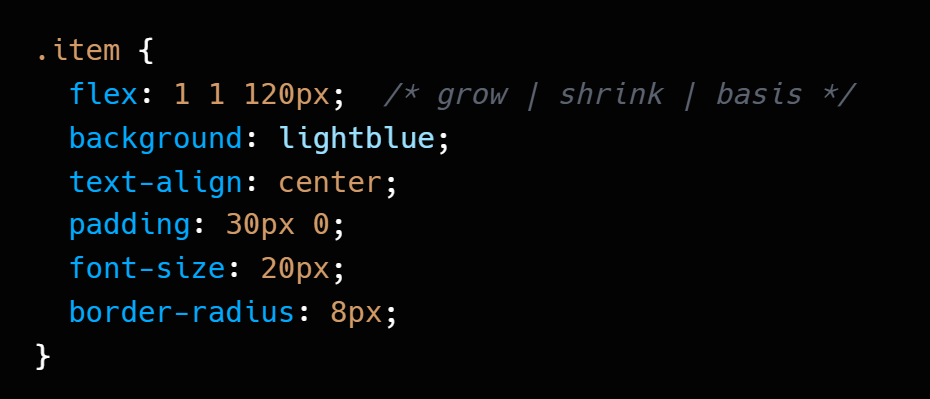 .item {
  flex: 1 1 120px;  /* grow | shrink | basis */
  background: lightblue;
  text-align: center;
  padding: 30px 0;
  font-size: 20px;
  border-radius: 8px;
}